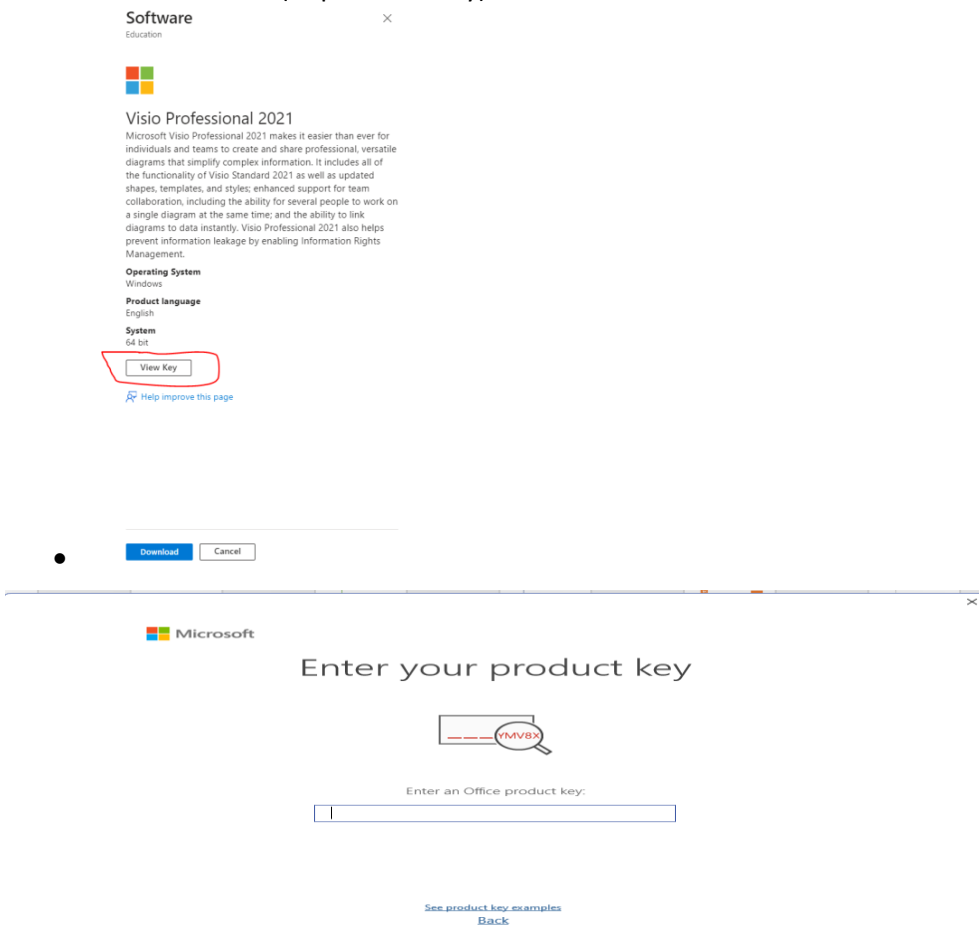 Software
Education
Visio Professional 2021
Microsoft Visio Professional 2021 makes it easier than ever for
individuals and teams to create and share professional, versatile
diagrams that simplify complex information. It includes all of
the functionality of Visio Standard 2021 as well as updated
shapes, templates, and styles; enhanced support for team
collaboration, including the ability for several people to work on
a single diagram at the same time; and the ability to link
diagrams to data instantly. Visio Professional 2021 also helps
prevent information leakage by enabling Information Rights
Management.
Operating System
Windows
Product language
English
System
64 bit
View Key
Help improve this page
Download Cancel
Microsoft
Enter your product key
_ _ _ YMV8X
Enter an Office product key:
See product key examples
Back